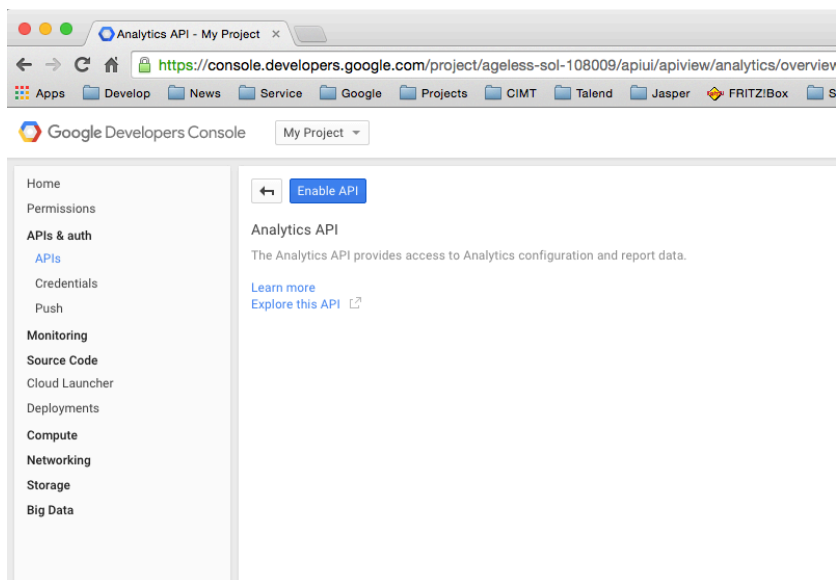 Analytics API - My Project ×
https://console.developers.google.com/project/ageless-sol-108009/apiui/apiview/analytics/overview
Apps Develop News Service Google Projects CIMT Talend Jasper FRITZ!Box S
Google Developers Console My Project
Home
Permissions
APIs & auth
APIs
Credentials
Push
Monitoring
Source Code
Cloud Launcher
Deployments
Compute
Networking
Storage
Big Data
Enable API
Analytics API
The Analytics API provides access to Analytics configuration and report data.
Learn more
Explore this API